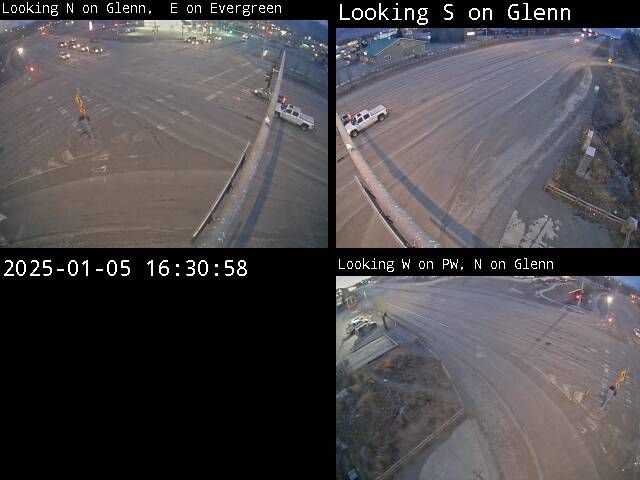 Looking N on Glenn,  E on Evergreen
Looking S on Glenn
2025-01-05 16:30:58
Looking W on PW, N on Glenn